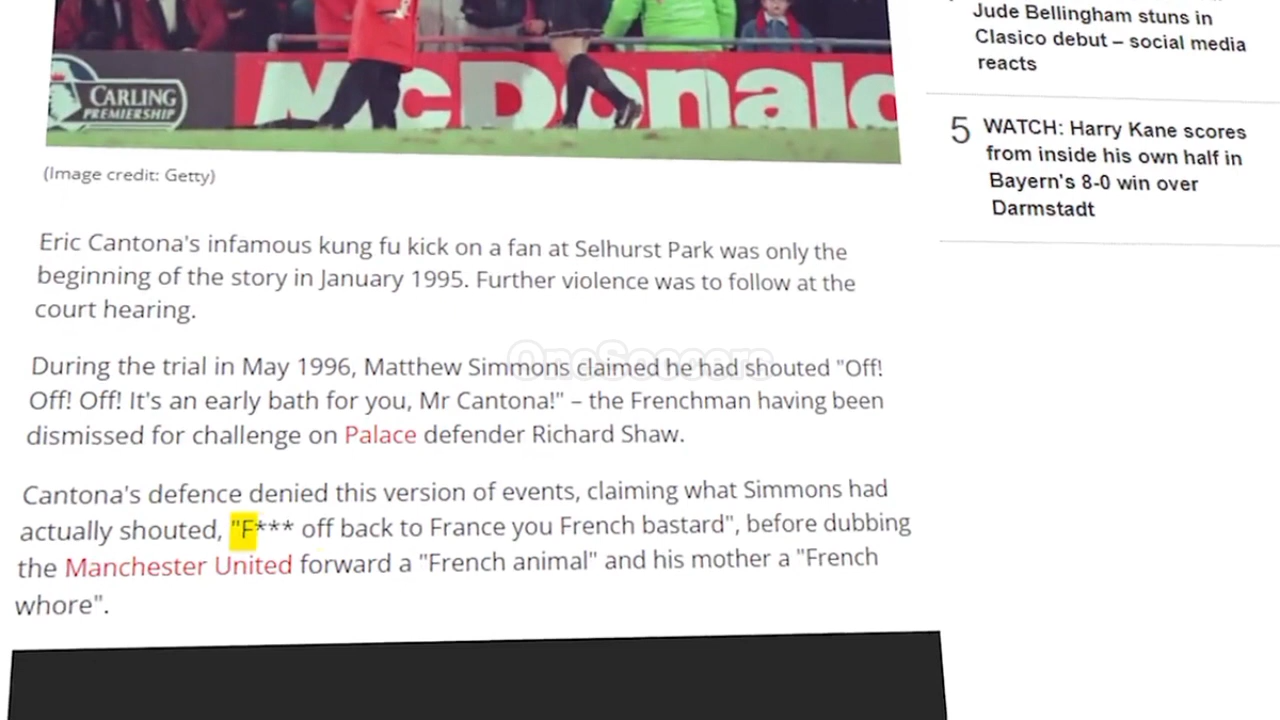 CARLING
PREMIERSHIP
McDonald
(Image credit: Getty)
Eric Cantona's infamous kung fu kick on a fan at Selhurst Park was only the
beginning of the story in January 1995. Further violence was to follow at the
court hearing.
During the trial in May 1996, Matthew Simmons claimed he had shouted "Off!
Off! Off! It's an early bath for you, Mr Cantona!" – the Frenchman having been
dismissed for challenge on Palace defender Richard Shaw.
Cantona's defence denied this version of events, claiming what Simmons had
actually shouted, "F*** off back to France you French bastard", before dubbing
the Manchester United forward a "French animal" and his mother a "French
whore".
OneSoccers
Jude Bellingham stuns in
Clasico debut – social media
reacts
5 WATCH: Harry Kane scores
from inside his own half in
Bayern's 8-0 win over
Darmstadt